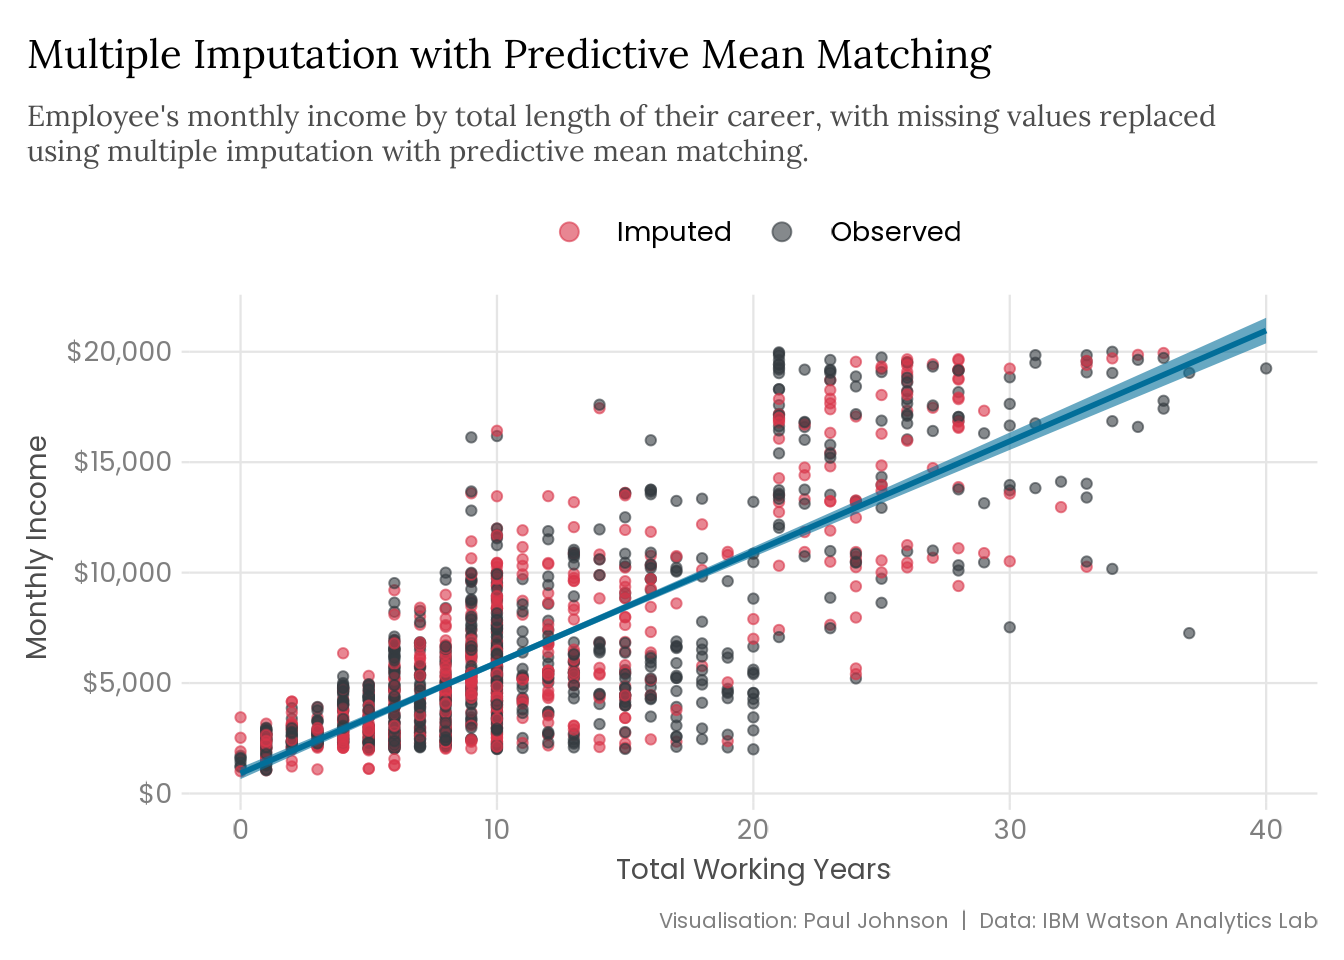 Multiple Imputation with Predictive Mean Matching
Employee's monthly income by total length of their career, with missing values replaced
using multiple imputation with predictive mean matching.
Imputed Observed
Monthly Income
$20,000
$15,000
$10,000
$5,000
$0
0 10 20 30 40
Total Working Years
Visualisation: Paul Johnson | Data: IBM Watson Analytics Lab